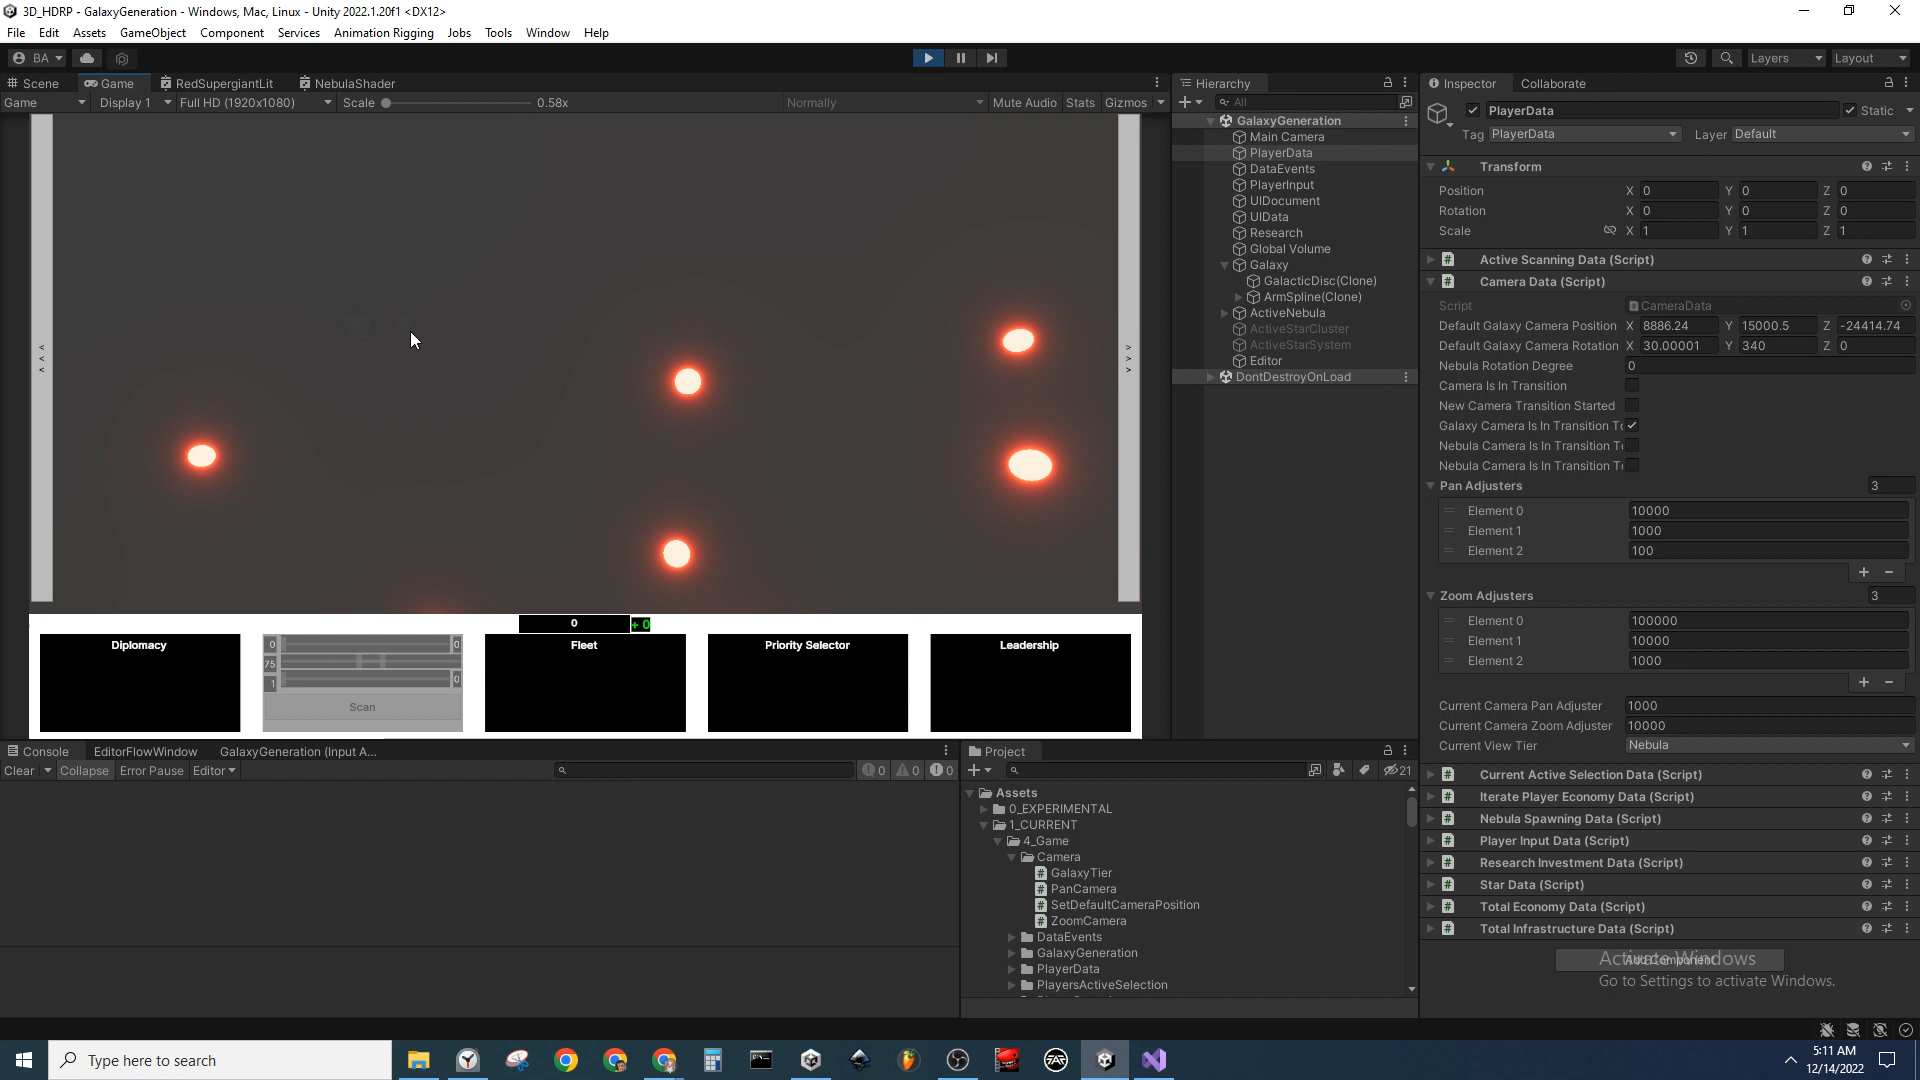 3D_HDRP - GalaxyGeneration - Windows, Mac, Linux - Unity 2022.1.20f1 <DX12>
File Edit Assets GameObject Component Services Animation Rigging Jobs Tools Window Help
BA Layers Layout
Scene Game RedSupergiantLit NebulaShader
Game Display 1 Full HD (1920x1080) Scale 0.58x Normally Mute Audio Stats Gizmos
<
<
<
>
>
>
0 + 0
Diplomacy
0 0
75
1 0
Scan
Fleet
Priority Selector
Leadership
Hierarchy
All
GalaxyGeneration
Main Camera
PlayerData
DataEvents
PlayerInput
UIDocument
UIData
Research
Global Volume
Galaxy
GalacticDisc(Clone)
ArmSpline(Clone)
ActiveNebula
ActiveStarCluster
ActiveStarSystem
Editor
DontDestroyOnLoad
Inspector Collaborate
PlayerData Static
Tag PlayerData Layer Default
Transform
Position X 0 Y 0 Z 0
Rotation X 0 Y 0 Z 0
Scale X 1 Y 1 Z 1
# Active Scanning Data (Script)
# Camera Data (Script)
Script CameraData
Default Galaxy Camera Position X 8886.24 Y 15000.5 Z -24414.74
Default Galaxy Camera Rotation X 30.00001 Y 340 Z 0
Nebula Rotation Degree 0
Camera Is In Transition
New Camera Transition Started
Galaxy Camera Is In Transition To
Nebula Camera Is In Transition To
Nebula Camera Is In Transition To
Pan Adjusters 3
Element 0 10000
Element 1 1000
Element 2 100
+ −
Zoom Adjusters 3
Element 0 100000
Element 1 10000
Element 2 1000
+ −
Current Camera Pan Adjuster 1000
Current Camera Zoom Adjuster 10000
Current View Tier Nebula
# Current Active Selection Data (Script)
# Iterate Player Economy Data (Script)
# Nebula Spawning Data (Script)
# Player Input Data (Script)
# Research Investment Data (Script)
# Star Data (Script)
# Total Economy Data (Script)
# Total Infrastructure Data (Script)
Add Component
Activate Windows
Go to Settings to activate Windows.
Console EditorFlowWindow GalaxyGeneration (Input A...
Clear Collapse Error Pause Editor 0 0 0
Project
21
Assets
0_EXPERIMENTAL
1_CURRENT
4_Game
Camera
# GalaxyTier
# PanCamera
# SetDefaultCameraPosition
# ZoomCamera
DataEvents
GalaxyGeneration
PlayerData
PlayersActiveSelection
Type here to search
5:11 AM
12/14/2022